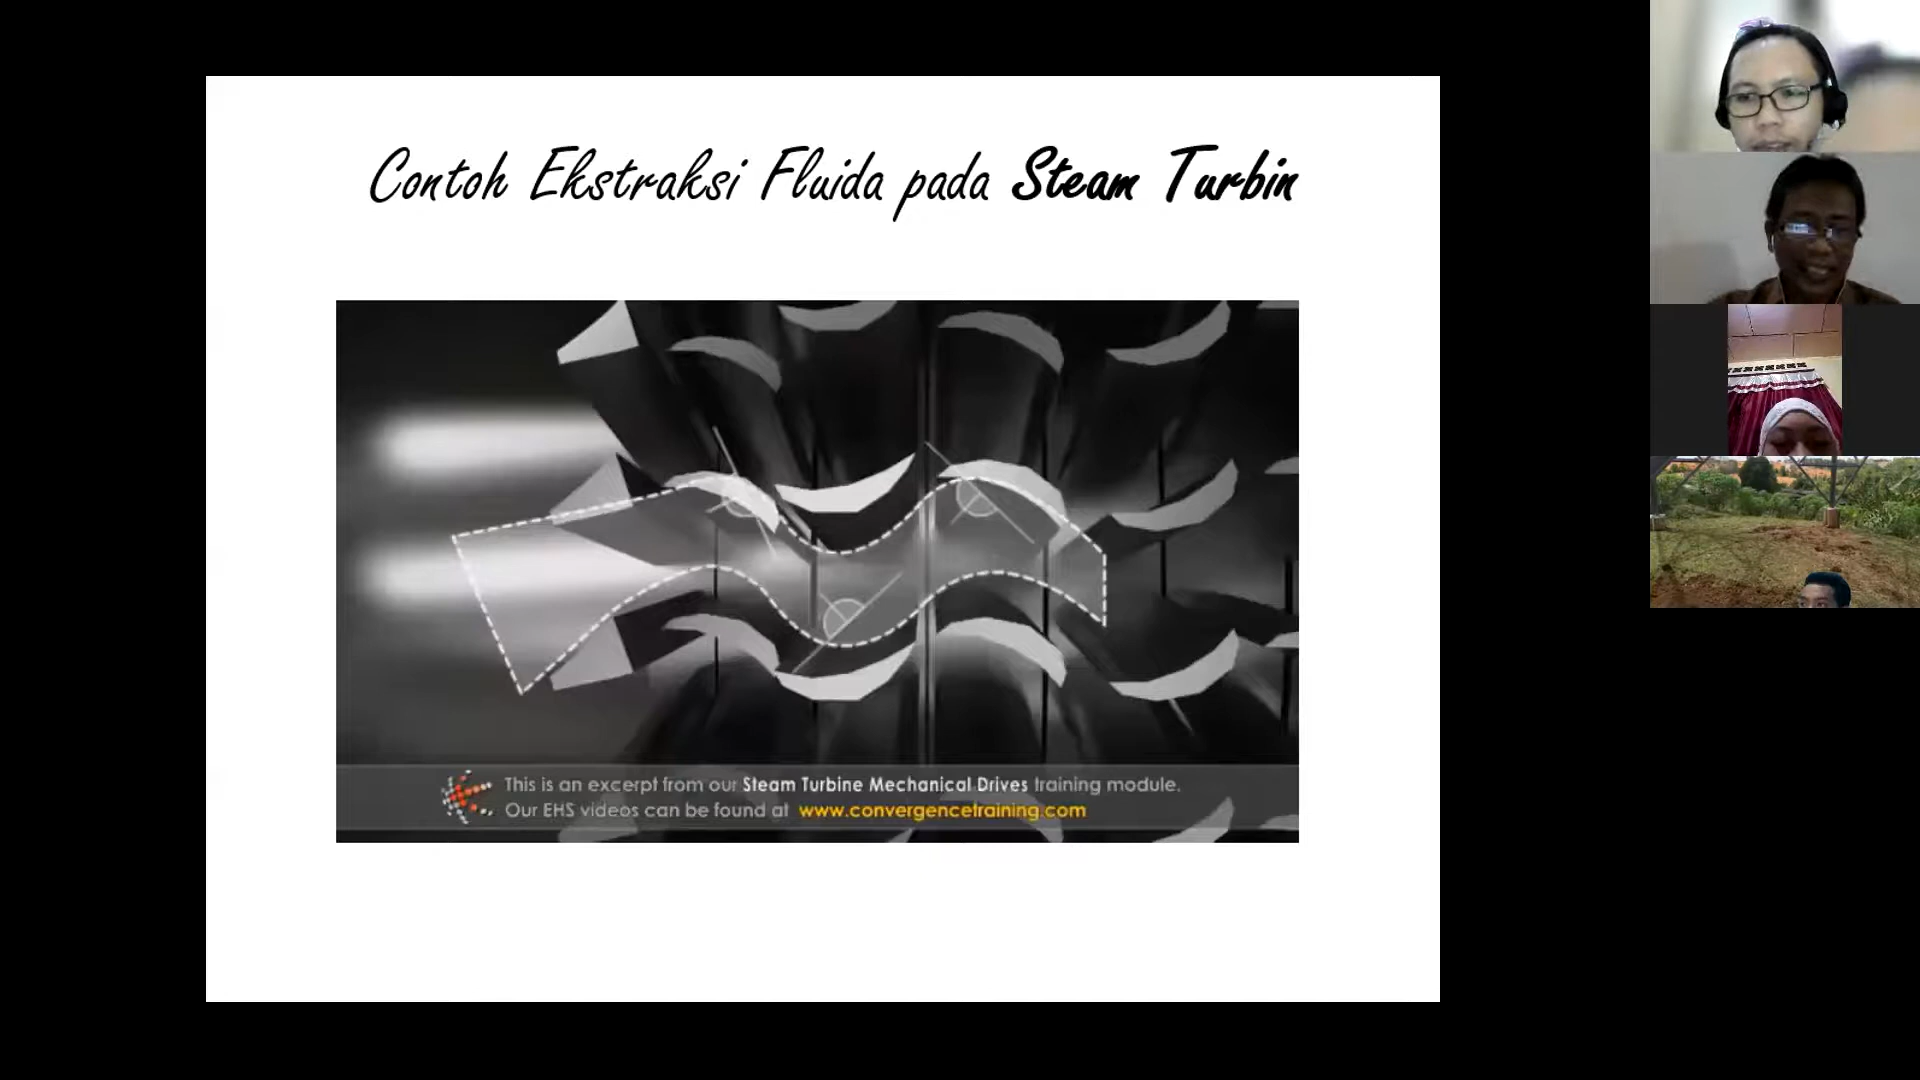 Contoh Ekstraksi Fluida pada Steam Turbin
This is an excerpt from our Steam Turbine Mechanical Drives training module.
Our EHS videos can be found at www.convergencetraining.com